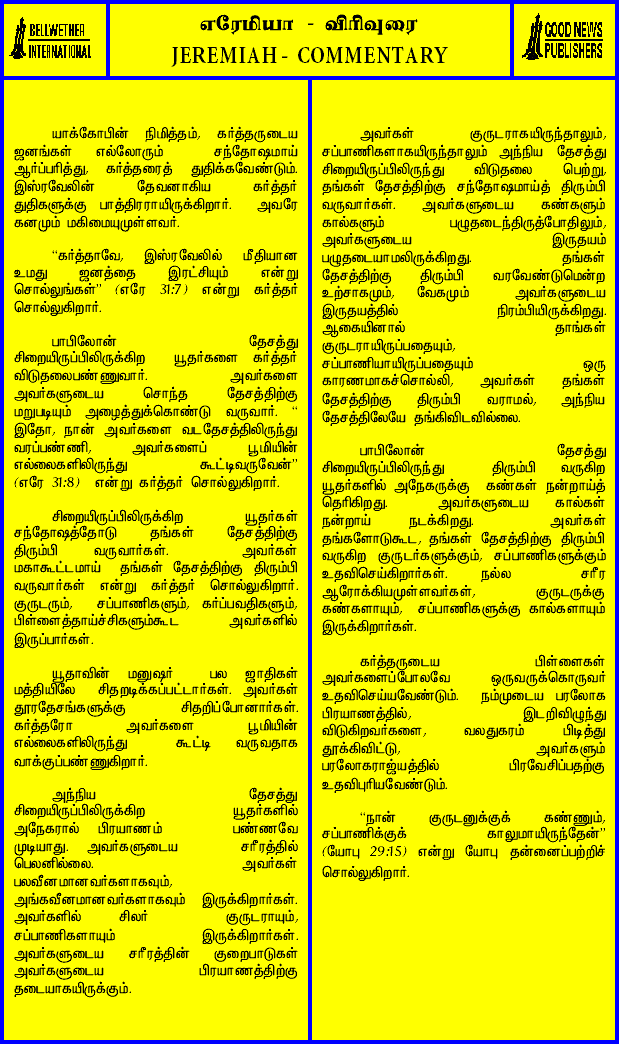 BELLWETHER
INTERNATIONAL
எரேமியா - விரிவுரை
JEREMIAH - COMMENTARY
GOOD NEWS
PUBLISHERS
யாக்கோபின் நிமித்தம், கர்த்தருடைய
ஜனங்கள் எல்லோரும் சந்தோஷமாய்
ஆர்ப்பரித்து, கர்த்தரைத் துதிக்கவேண்டும்.
இஸ்ரவேலின் தேவனாகிய கர்த்தர்
துதிகளுக்கு பாத்திரராயிருக்கிறார். அவரே
கனமும் மகிமையுமுள்ளவர்.
“கர்த்தாவே, இஸ்ரவேலில் மீதியான
உமது ஜனத்தை இரட்சியும் என்று
சொல்லுங்கள்” (எரே 31:7) என்று கர்த்தர்
சொல்லுகிறார்.
பாபிலோன் தேசத்து
சிறையிருப்பிலிருக்கிற யூதர்களை கர்த்தர்
விடுதலைபண்ணுவார். அவர்களை
அவர்களுடைய சொந்த தேசத்திற்கு
மறுபடியும் அழைத்துக்கொண்டு வருவார். “
இதோ, நான் அவர்களை வடதேசத்திலிருந்து
வரப்பண்ணி, அவர்களைப் பூமியின்
எல்லைகளிலிருந்து கூட்டிவருவேன்”
(எரே 31:8) என்று கர்த்தர் சொல்லுகிறார்.
சிறையிருப்பிலிருக்கிற யூதர்கள்
சந்தோஷத்தோடு தங்கள் தேசத்திற்கு
திரும்பி வருவார்கள். அவர்கள்
மகாகூட்டமாய் தங்கள் தேசத்திற்கு திரும்பி
வருவார்கள் என்று கர்த்தர் சொல்லுகிறார்.
குருடரும், சப்பாணிகளும், கர்ப்பவதிகளும்,
பிள்ளைத்தாய்ச்சிகளும்கூட அவர்களில்
இருப்பார்கள்.
யூதாவின் மனுஷர் பல ஜாதிகள்
மத்தியிலே சிதறடிக்கப்பட்டார்கள். அவர்கள்
தூரதேசங்களுக்கு சிதறிப்போனார்கள்.
கர்த்தரோ அவர்களை பூமியின்
எல்லைகளிலிருந்து கூட்டி வருவதாக
வாக்குப்பண்ணுகிறார்.
அந்நிய தேசத்து
சிறையிருப்பிலிருக்கிற யூதர்களில்
அநேகரால் பிரயாணம் பண்ணவே
முடியாது. அவர்களுடைய சரீரத்தில்
பெலனில்லை. அவர்கள்
பலவீனமானவர்களாகவும்,
அங்கவீனமானவர்களாகவும் இருக்கிறார்கள்.
அவர்களில் சிலர் குருடராயும்,
சப்பாணிகளாயும் இருக்கிறார்கள்.
அவர்களுடைய சரீரத்தின் குறைபாடுகள்
அவர்களுடைய பிரயாணத்திற்கு
தடையாகயிருக்கும்.
அவர்கள் குருடராகயிருந்தாலும்,
சப்பாணிகளாகயிருந்தாலும் அந்நிய தேசத்து
சிறையிருப்பிலிருந்து விடுதலை பெற்று,
தங்கள் தேசத்திற்கு சந்தோஷமாய்த் திரும்பி
வருவார்கள். அவர்களுடைய கண்களும்
கால்களும் பழுதடைந்திருத்போதிலும்,
அவர்களுடைய இருதயம்
பழுதடையாமலிருக்கிறது. தங்கள்
தேசத்திற்கு திரும்பி வரவேண்டுமென்ற
உற்சாகமும், வேகமும் அவர்களுடைய
இருதயத்தில் நிரம்பியிருக்கிறது.
ஆகையினால் தாங்கள்
குருடராயிருப்பதையும்,
சப்பாணியாயிருப்பதையும் ஒரு
காரணமாகச்சொல்லி, அவர்கள் தங்கள்
தேசத்திற்கு திரும்பி வராமல், அந்நிய
தேசத்திலேயே தங்கிவிடவில்லை.
பாபிலோன் தேசத்து
சிறையிருப்பிலிருந்து திரும்பி வருகிற
யூதர்களில் அநேகருக்கு கண்கள் நன்றாய்த்
தெரிகிறது. அவர்களுடைய கால்கள்
நன்றாய் நடக்கிறது. அவர்கள்
தங்களோடுகூட, தங்கள் தேசத்திற்கு திரும்பி
வருகிற குருடர்களுக்கும், சப்பாணிகளுக்கும்
உதவிசெய்கிறார்கள். நல்ல சரீர
ஆரோக்கியமுள்ளவர்கள், குருடருக்கு
கண்களாயும், சப்பாணிகளுக்கு கால்களாயும்
இருக்கிறார்கள்.
கர்த்தருடைய பிள்ளைகள்
அவர்களைப்போலவே ஒருவருக்கொருவர்
உதவிசெய்யவேண்டும். நம்முடைய பரலோக
பிரயாணத்தில், இடறிவிழுந்து
விடுகிறவர்களை, வலதுகரம் பிடித்து
தூக்கிவிட்டு, அவர்களும்
பரலோகராஜ்யத்தில் பிரவேசிப்பதற்கு
உதவிபுரியவேண்டும்.
“நான் குருடனுக்குக் கண்ணும்,
சப்பாணிக்குக் காலுமாயிருந்தேன்”
(யோபு 29:15) என்று யோபு தன்னைப்பற்றிச்
சொல்லுகிறார்.